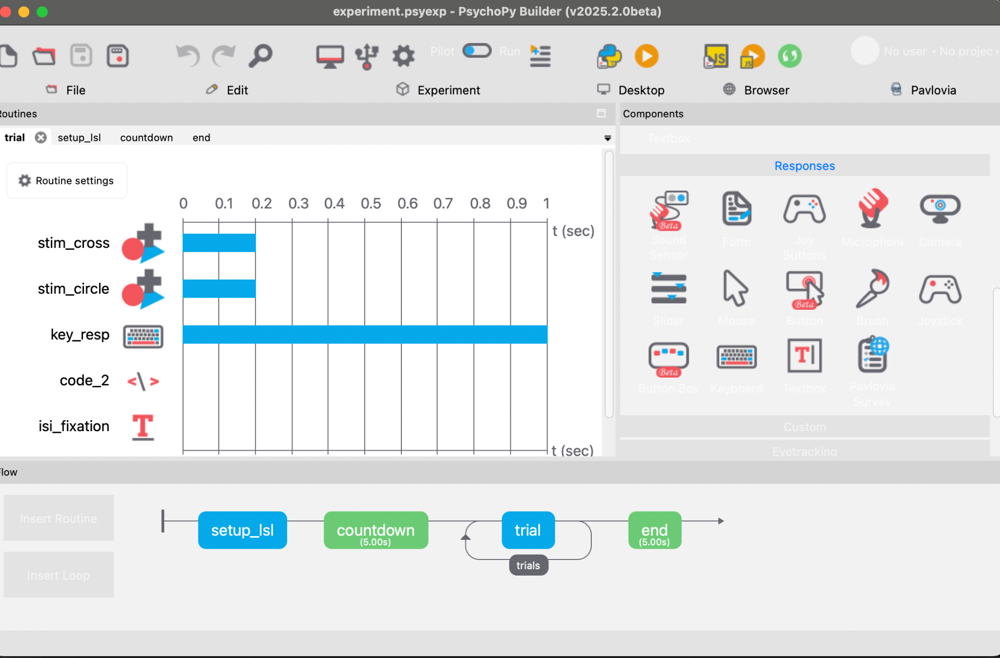 experiment.psyexp - PsychoPy Builder (v2025.2.0beta)
Pilot Run
No user No projec
JS
JS
File Edit Experiment Desktop Browser Pavlovia
Routines
trial setup_lsl countdown end
Routine settings
0 0.1 0.2 0.3 0.4 0.5 0.6 0.7 0.8 0.9 1
t (sec)
stim_cross
stim_circle
key_resp
code_2
isi_fixation
t (sec)
Components
Textbox
Responses
Beta
Sound Sensor
Form
Joy Buttons
Microphone
Camera
Slider
Mouse
Beta
Button
Brush
Joystick
Beta
Button Box
Keyboard
Textbox
Pavlovia Survey
Custom
Eyetracking
Flow
Insert Routine
Insert Loop
setup_lsl
countdown
(5.00s)
trial
trials
end
(5.00s)